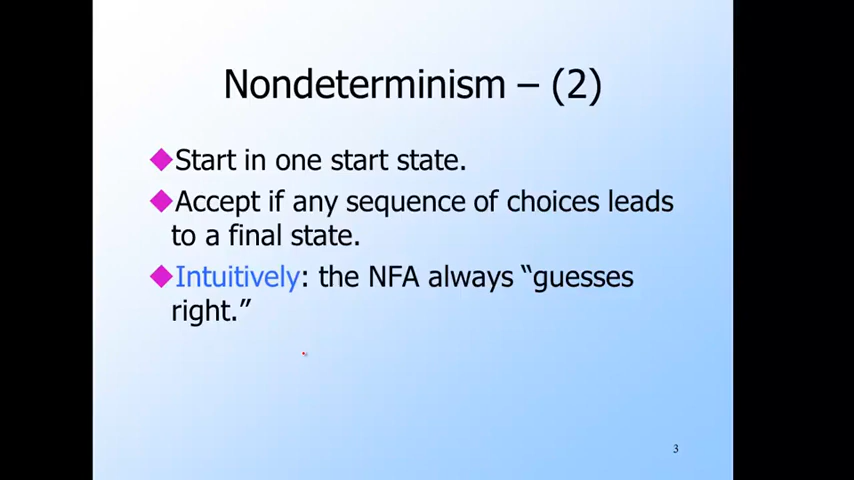 Nondeterminism – (2)
Start in one start state.
Accept if any sequence of choices leads
to a final state.
Intuitively: the NFA always “guesses
right.”
3